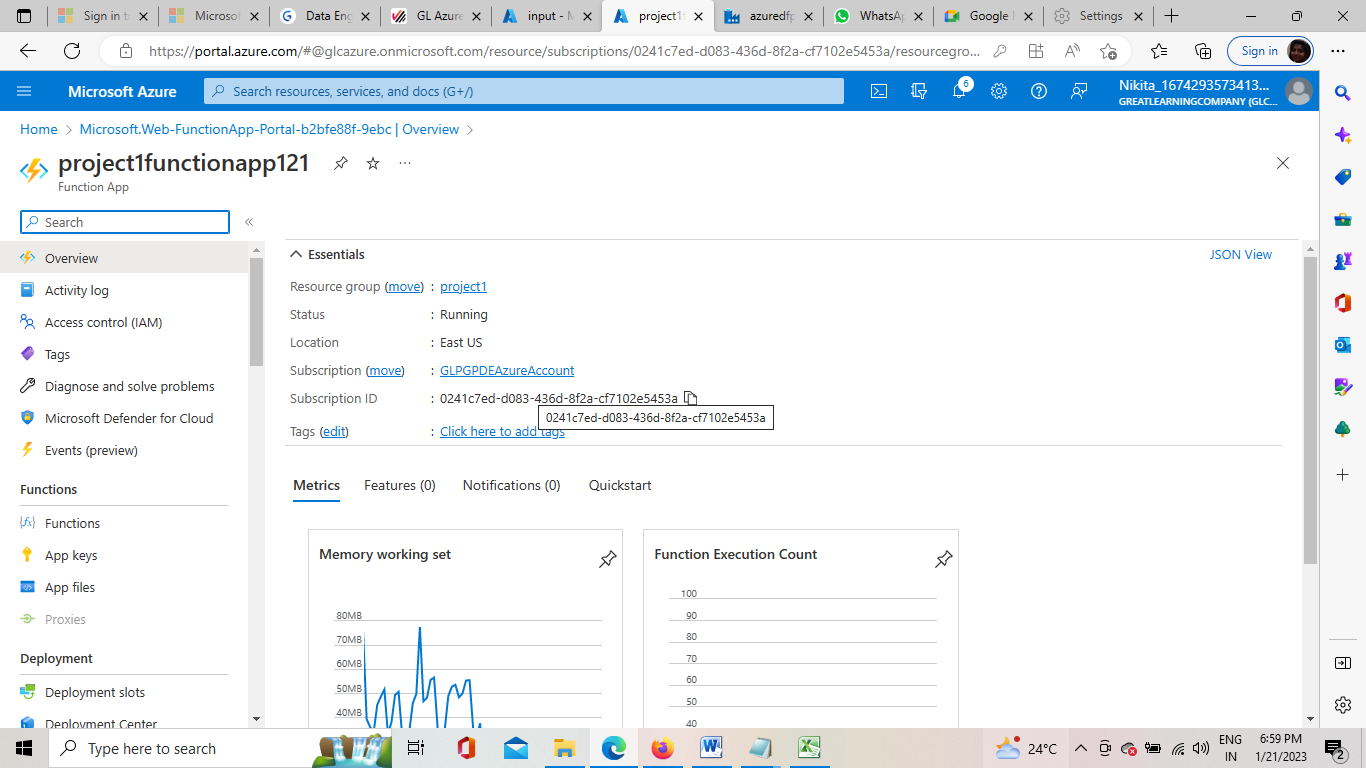 Sign in t
Microsof
Data Eng
GL Azure
input - M
project1f
azuredfp
WhatsAp
Google M
Settings
https://portal.azure.com/#@glcazure.onmicrosoft.com/resource/subscriptions/0241c7ed-d083-436d-8f2a-cf7102e5453a/resourcegro...
Sign in
Microsoft Azure
Search resources, services, and docs (G+/)
6
Nikita_1674293573413...
GREATLEARNINGCOMPANY (GLC...
Home > Microsoft.Web-FunctionApp-Portal-b2bfe88f-9ebc | Overview >
project1functionapp121
Function App
Search
Overview
Activity log
Access control (IAM)
Tags
Diagnose and solve problems
Microsoft Defender for Cloud
Events (preview)
Functions
Functions
App keys
App files
Proxies
Deployment
Deployment slots
Deployment Center
Essentials
JSON View
Resource group (move) : project1
Status : Running
Location : East US
Subscription (move) : GLPGPDEAzureAccount
Subscription ID : 0241c7ed-d083-436d-8f2a-cf7102e5453a
0241c7ed-d083-436d-8f2a-cf7102e5453a
Tags (edit) : Click here to add tags
Metrics Features (0) Notifications (0) Quickstart
Memory working set
80MB
70MB
60MB
50MB
40MB
Function Execution Count
100
90
80
70
60
50
40
Type here to search
24°C
ENG
IN
6:59 PM
1/21/2023
2